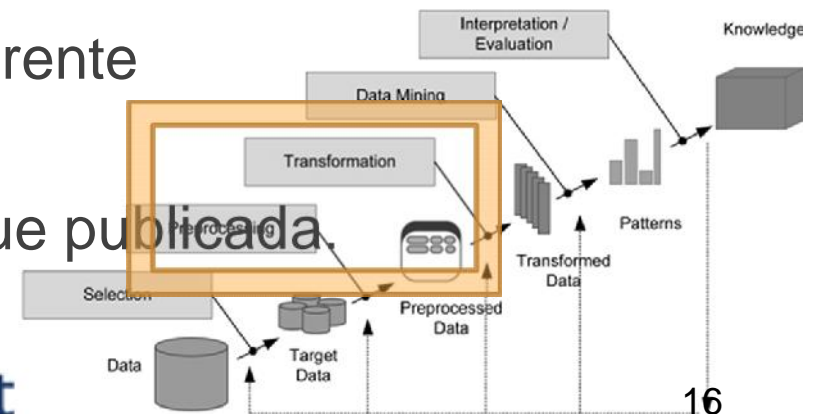 rente
ue publicada.
t
Interpretation /
Evaluation
Knowledge
Data Mining
Transformation
Preprocessing
Patterns
Transformed
Data
Selection
Preprocessed
Data
Data
Target
Data
16